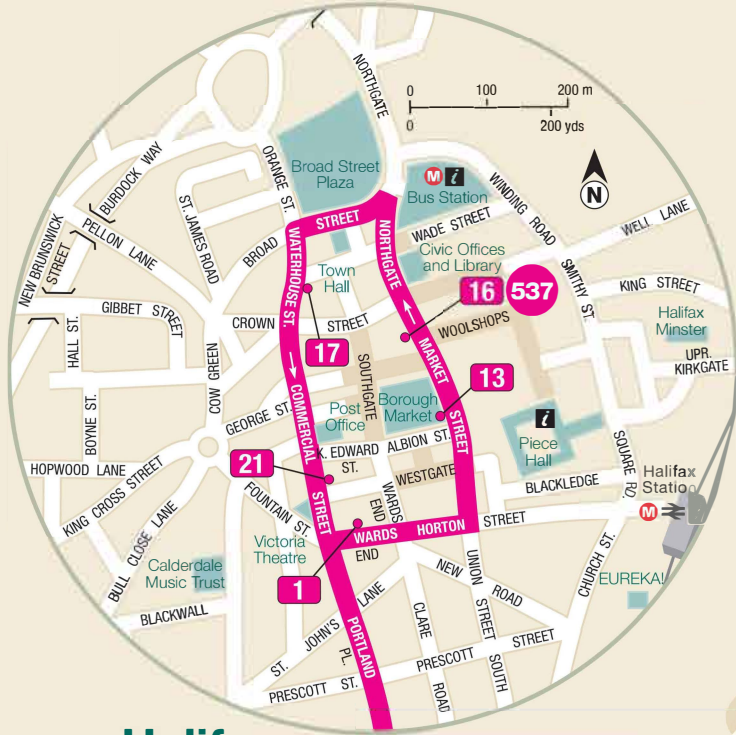 NORTHGATE
0 100 200 m
0 200 yds
N
Broad Street
Plaza
M i
Bus Station
ORANGE ST.
BURDOCK WAY
ST. JAMES ROAD
PELLON LANE
NEW BRUNSWICK
STREET
BROAD
STREET
WADE STREET
WINDING ROAD
WELL LANE
Civic Offices
and Library
NORTHGATE
WATERHOUSE ST.
Town
Hall
SMITHY ST.
KING STREET
16
537
GIBBET STREET
HALL ST.
CROWN STREET
WOOLSHOPS
Halifax
Minster
UPR.
KIRKGATE
17
MARKET
STREET
13
COW GREEN
SOUTHGATE
BOYNE ST.
COMMERCIAL
STREET
GEORGE ST.
Post
Office
Borough
Market
i
Piece
Hall
K. EDWARD
ST.
ALBION ST.
HOPWOOD LANE
21
WESTGATE
BLACKLEDGE
SQUARE RD.
Halifax
Statio
M
KING CROSS STREET
FOUNTAIN ST.
WARDS
END
BULL CLOSE LANE
Victoria
Theatre
WARDS
END
HORTON
STREET
Calderdale
Music Trust
1
NEW ROAD
UNION
STREET
SOUTH
CHURCH ST.
EUREKA!
BLACKWALL
ST. JOHN'S LANE
CLARE
ROAD
PORTLAND
PL.
PRESCOTT STREET
PRESCOTT ST.